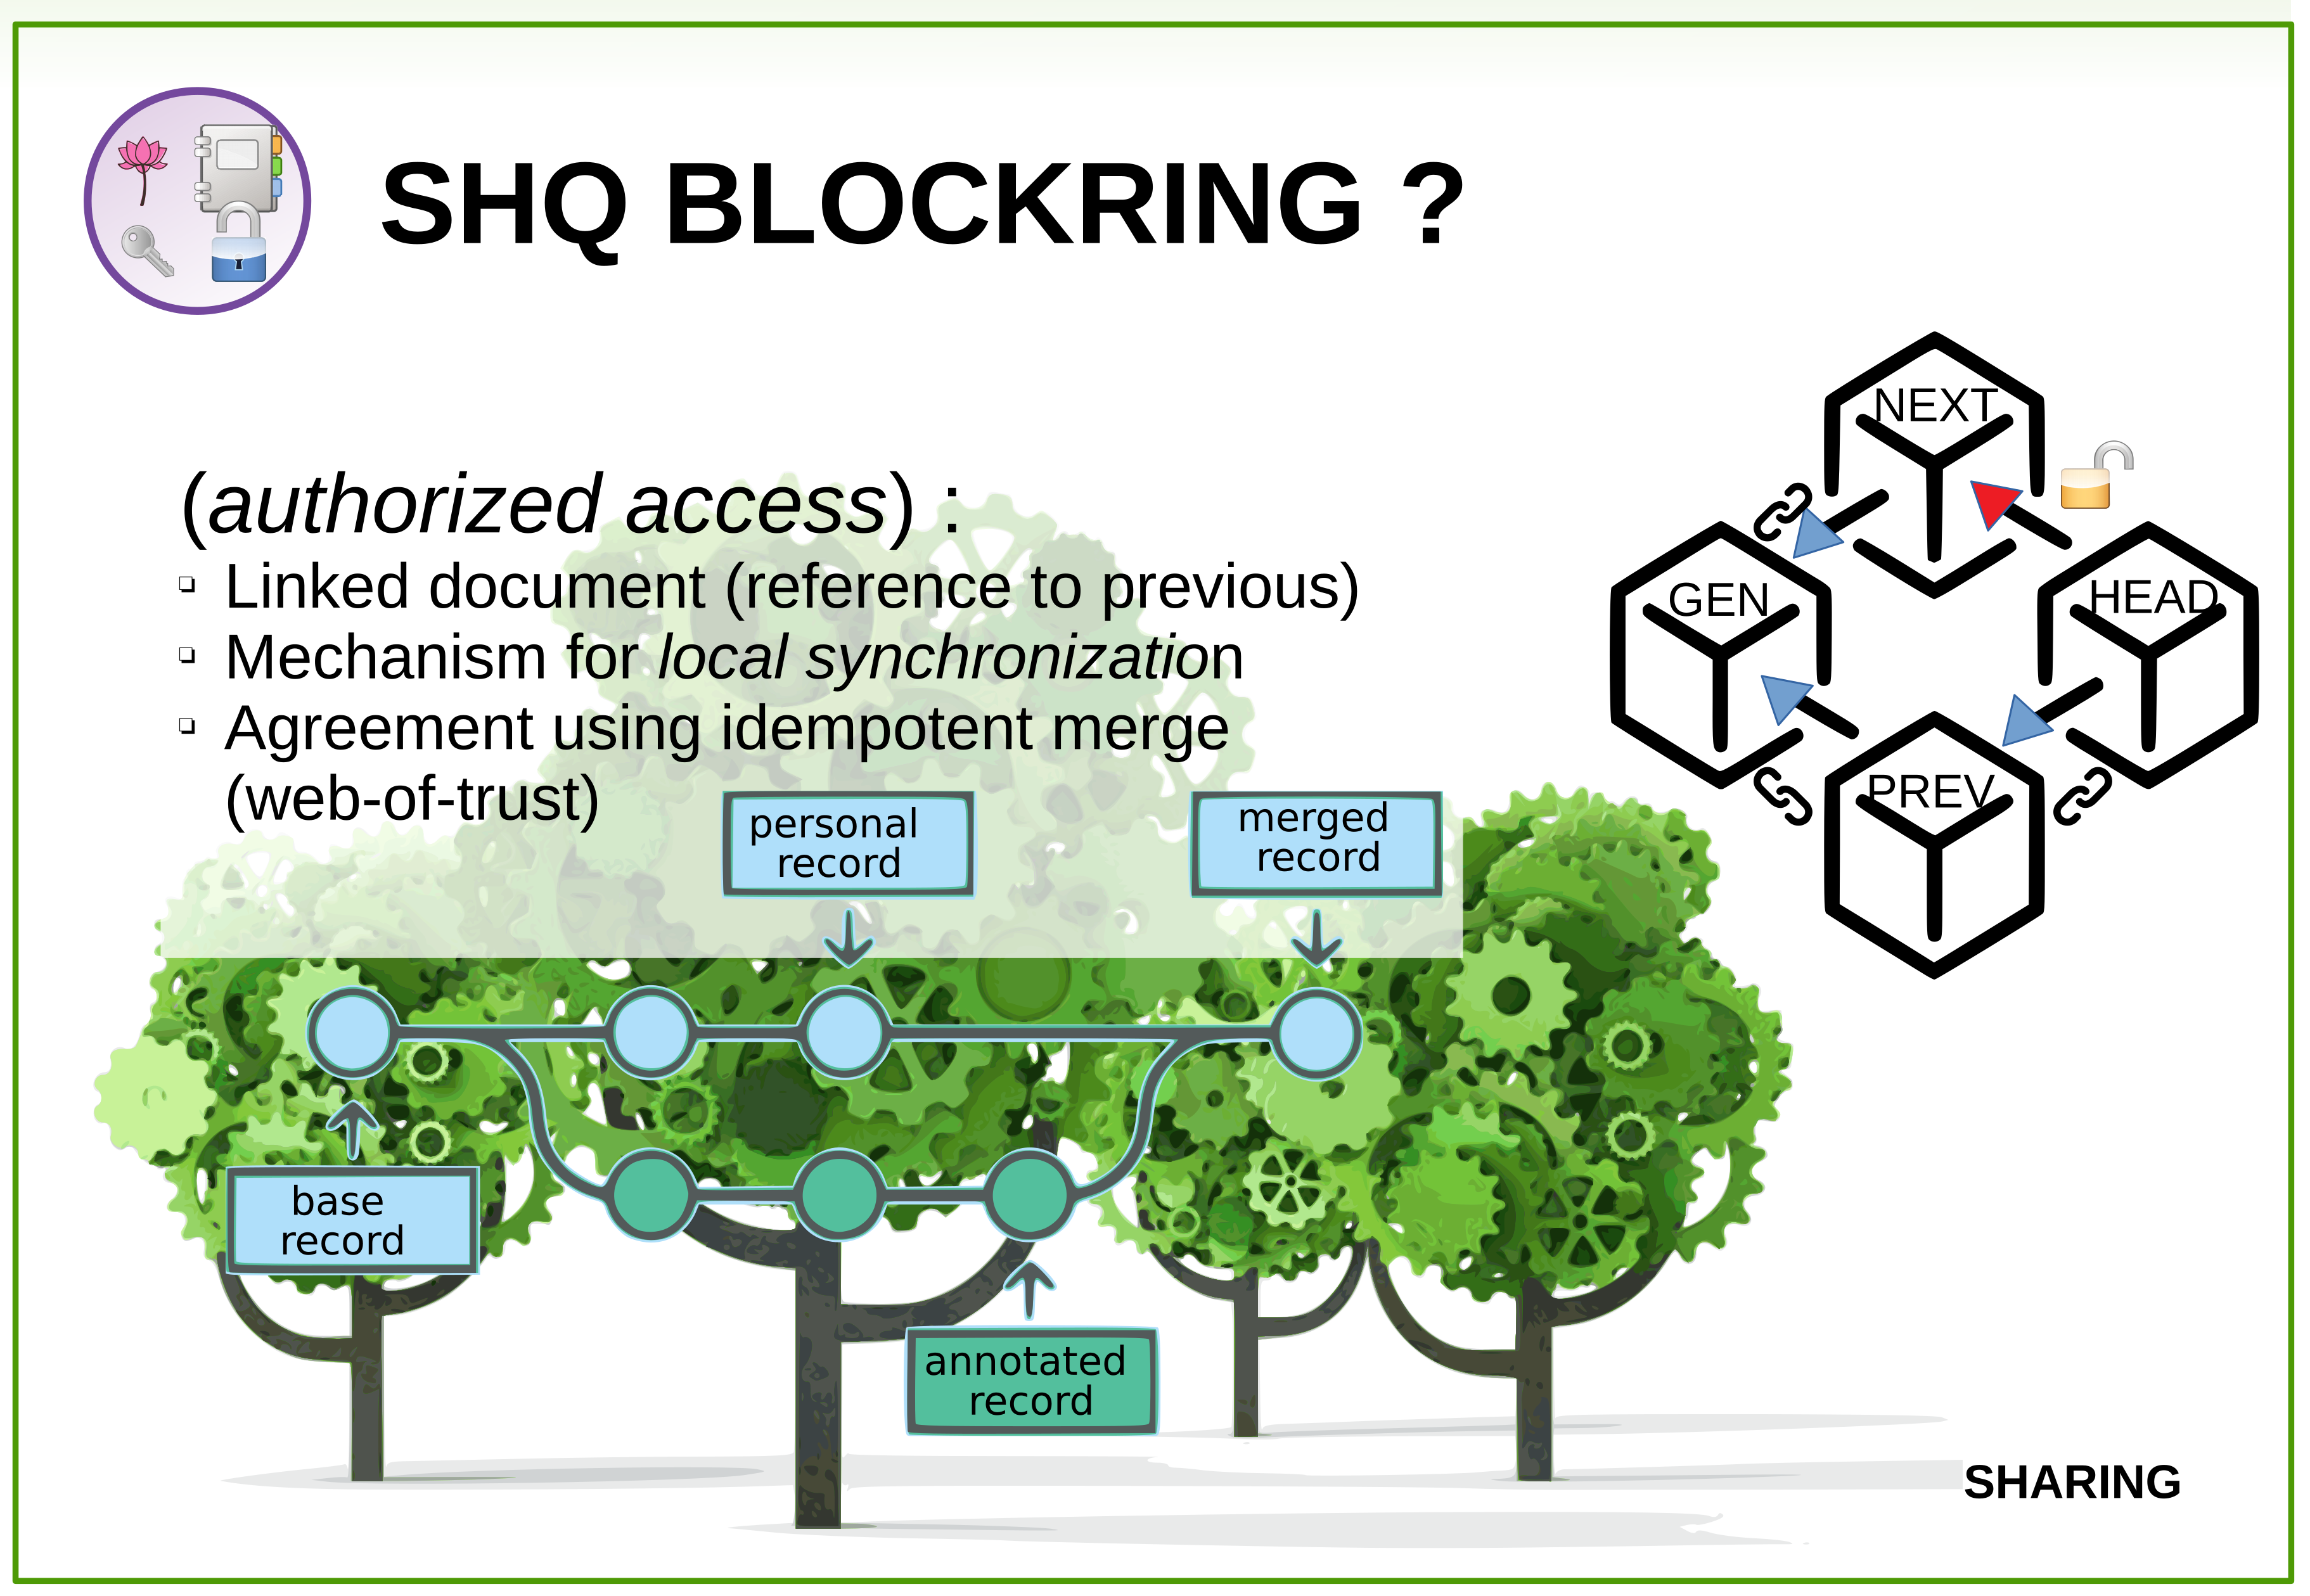 SHQ BLOCKRING ?
(authorized access) :
Linked document (reference to previous)
Mechanism for local synchronization
Agreement using idempotent merge
(web-of-trust)
NEXT
GEN
HEAD
PREV
personal
record
merged
record
base
record
annotated
record
SHARING